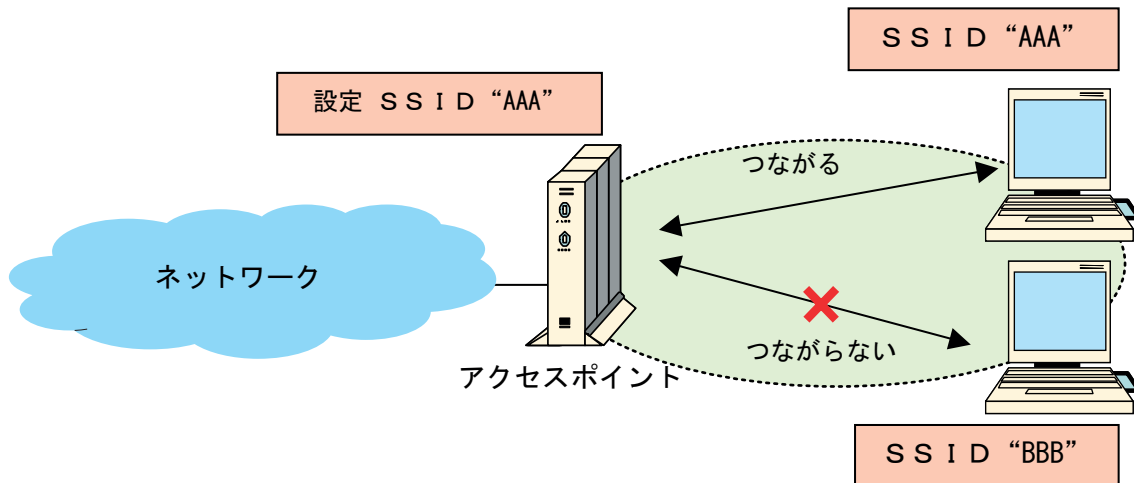 SSID“AAA”
設定 SSID“AAA”
つながる
ネットワーク
つながらない
アクセスポイント
SSID“BBB”